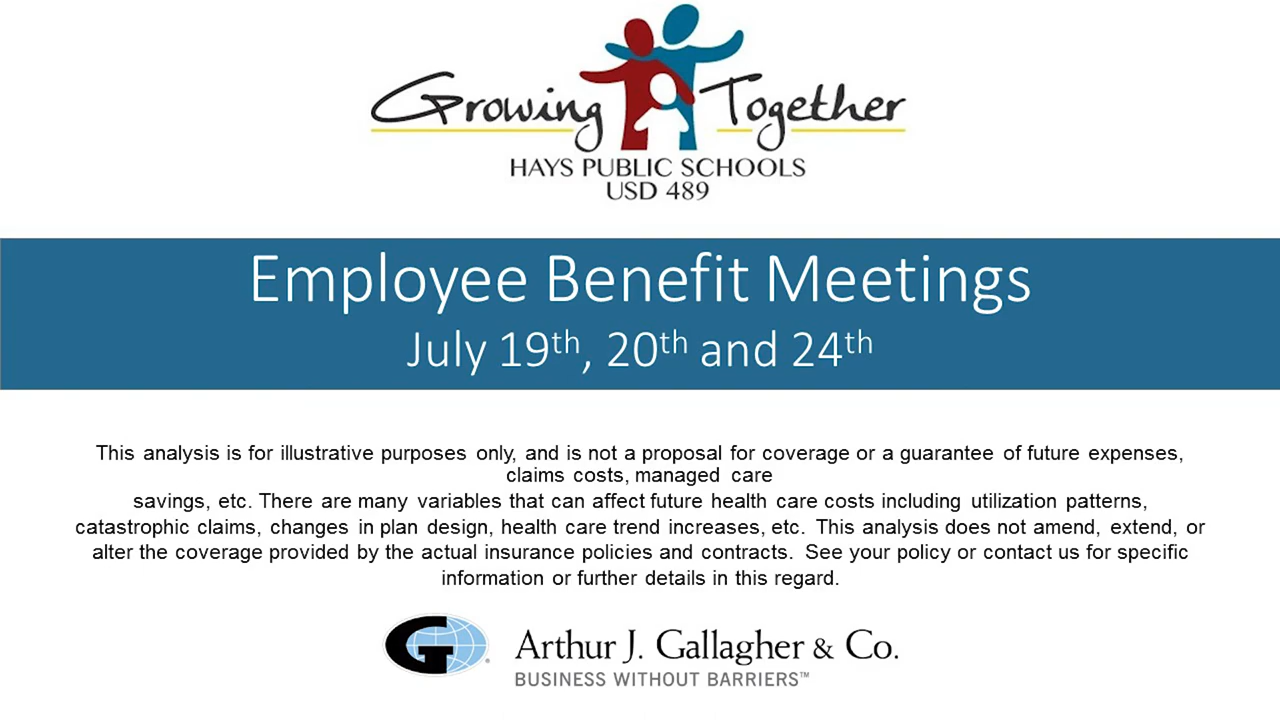 Growing Together
HAYS PUBLIC SCHOOLS
USD 489
Employee Benefit Meetings
July 19th, 20th and 24th
This analysis is for illustrative purposes only, and is not a proposal for coverage or a guarantee of future expenses,
claims costs, managed care
savings, etc. There are many variables that can affect future health care costs including utilization patterns,
catastrophic claims, changes in plan design, health care trend increases, etc. This analysis does not amend, extend, or
alter the coverage provided by the actual insurance policies and contracts. See your policy or contact us for specific
information or further details in this regard.
G
Arthur J. Gallagher & Co.
BUSINESS WITHOUT BARRIERS™